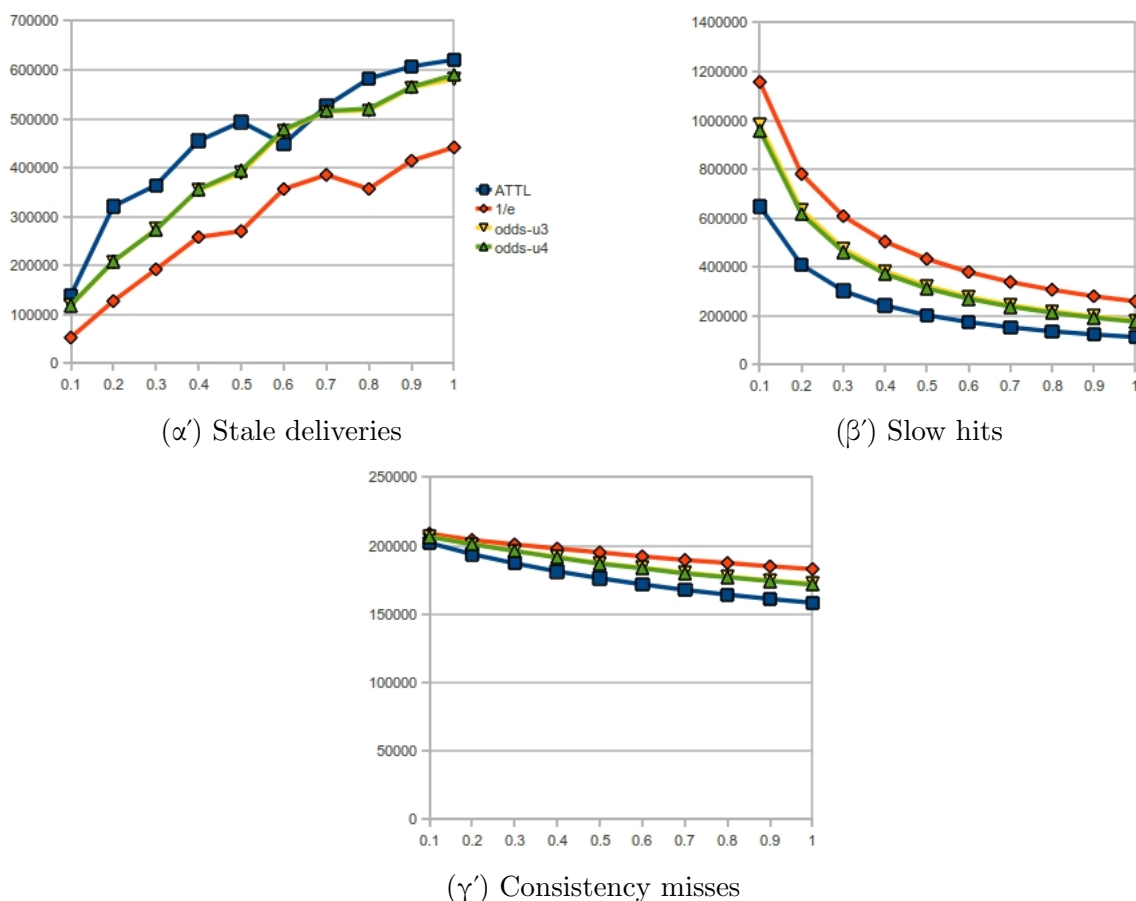 700000
600000
500000
400000
300000
200000
100000
0
0.1 0.2 0.3 0.4 0.5 0.6 0.7 0.8 0.9 1
ATTL
1/e
odds-u3
odds-u4
(α′) Stale deliveries
1400000
1200000
1000000
800000
600000
400000
200000
0
0.1 0.2 0.3 0.4 0.5 0.6 0.7 0.8 0.9 1
(β′) Slow hits
250000
200000
150000
100000
50000
0
0.1 0.2 0.3 0.4 0.5 0.6 0.7 0.8 0.9 1
(γ′) Consistency misses